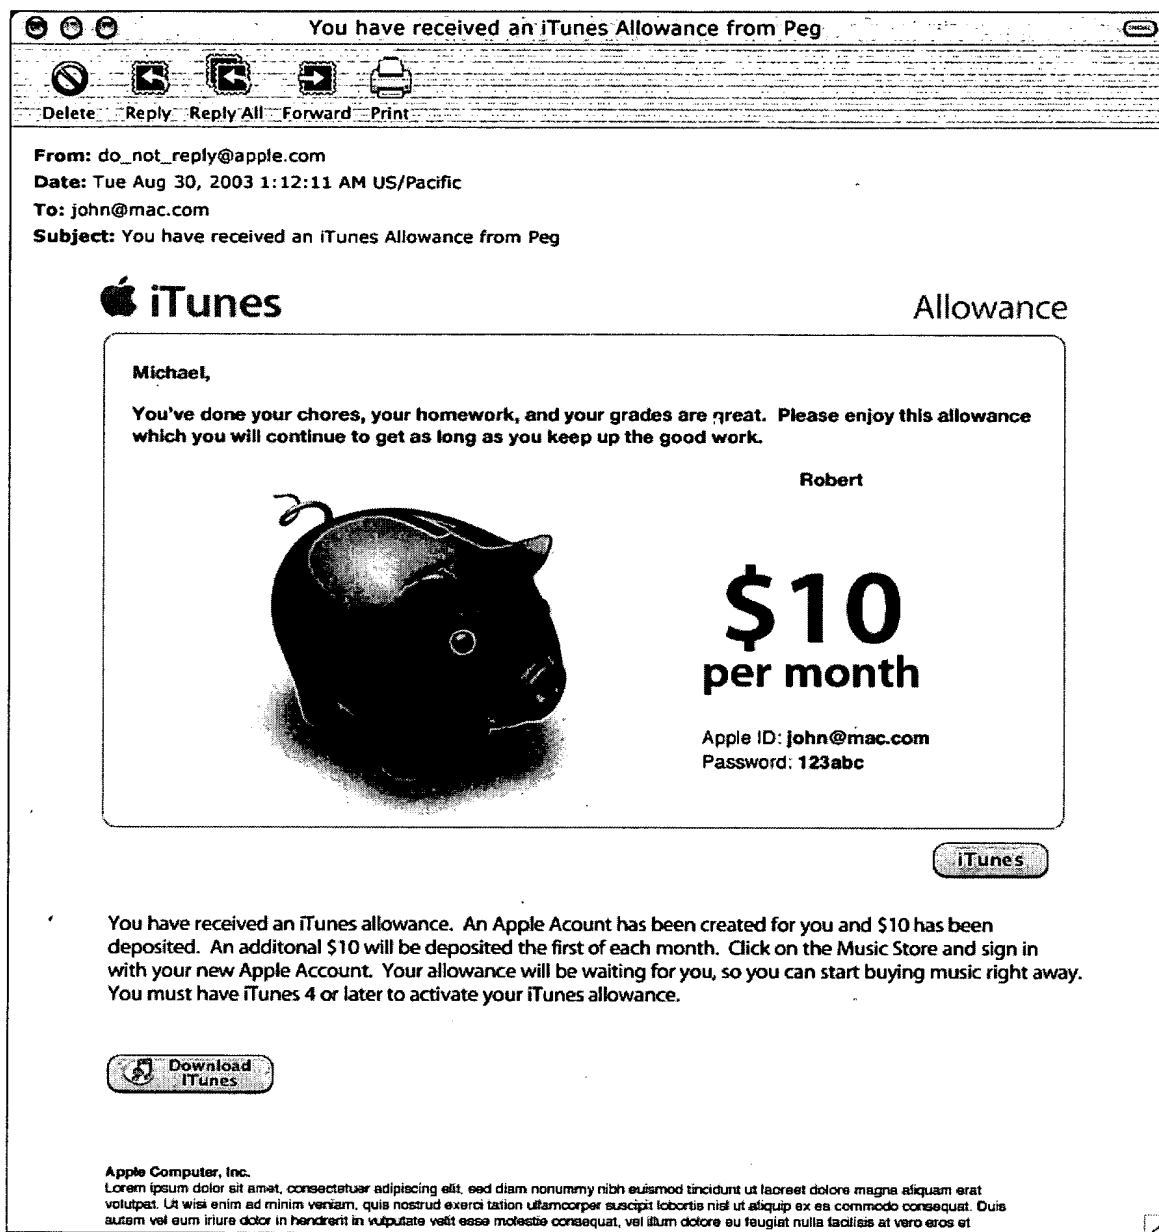 You have received an iTunes Allowance from Peg
Delete Reply Reply All Forward Print
From: do_not_reply@apple.com
Date: Tue Aug 30, 2003 1:12:11 AM US/Pacific
To: john@mac.com
Subject: You have received an iTunes Allowance from Peg
iTunes
Allowance
Michael,
You've done your chores, your homework, and your grades are great. Please enjoy this allowance
which you will continue to get as long as you keep up the good work.
Robert
$10
per month
Apple ID: john@mac.com
Password: 123abc
iTunes
You have received an iTunes allowance. An Apple Acount has been created for you and $10 has been
deposited. An additonal $10 will be deposited the first of each month. Click on the Music Store and sign in
with your new Apple Account. Your allowance will be waiting for you, so you can start buying music right away.
You must have iTunes 4 or later to activate your iTunes allowance.
Download
iTunes
Apple Computer, Inc.
Lorem ipsum dolor sit amet, consectetuer adipiscing elit, sed diam nonummy nibh euismod tincidunt ut laoreet dolore magna aliquam erat
volutpat. Ut wisi enim ad minim veniam, quis nostrud exerci tation ullamcorper suscipit lobortis nisl ut aliquip ex ea commodo consequat. Duis
autem vel eum iriure dolor in hendrerit in vulputate velit esse molestie consequat, vel illum dolore eu feugiat nulla facilisis at vero eros et